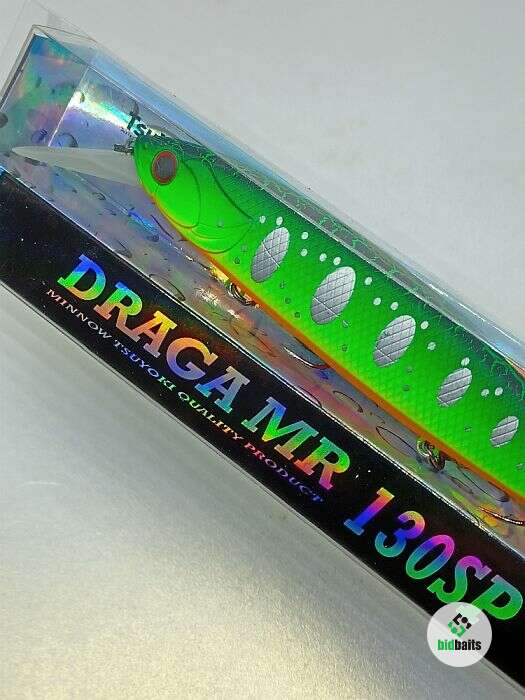 DRAGA MR 130SP
MINNOW TSUYOKI QUALITY PRODUCT
bidbaits